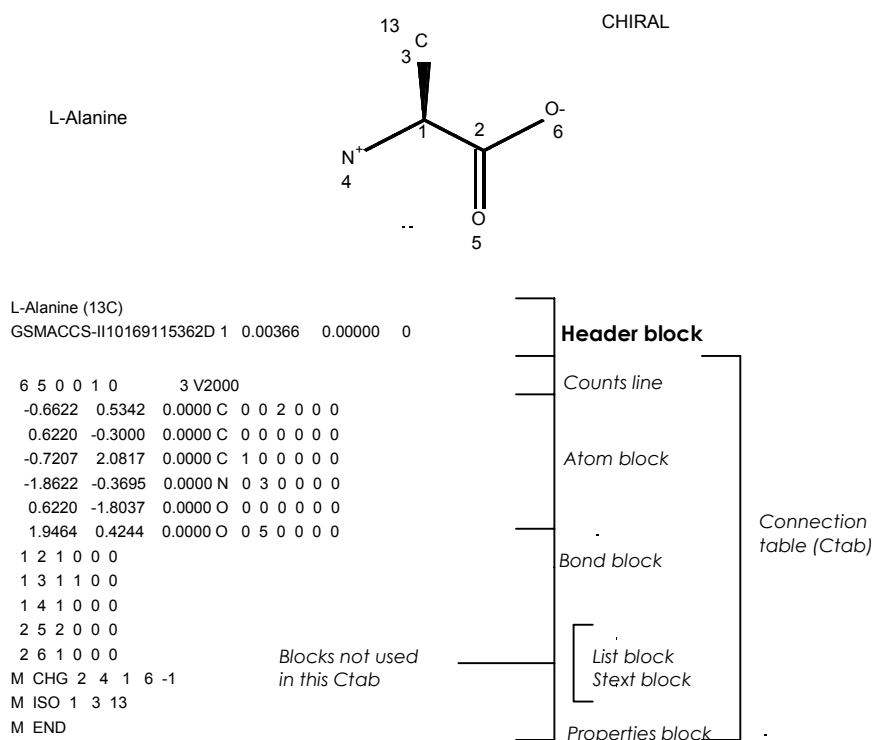 13
C
CHIRAL
3
L-Alanine
O-
1
2
6
N+
4
O
5
L-Alanine (13C)
GSMACCS-II10169115362D 1 0.00366 0.00000 0
Header block
6 5 0 0 1 0 3 V2000
Counts line
-0.6622 0.5342 0.0000 C 0 0 2 0 0 0
0.6220 -0.3000 0.0000 C 0 0 0 0 0 0
-0.7207 2.0817 0.0000 C 1 0 0 0 0 0
Atom block
-1.8622 -0.3695 0.0000 N 0 3 0 0 0 0
0.6220 -1.8037 0.0000 O 0 0 0 0 0 0
1.9464 0.4244 0.0000 O 0 5 0 0 0 0
Connection
table (Ctab)
1 2 1 0 0 0
Bond block
1 3 1 1 0 0
1 4 1 0 0 0
2 5 2 0 0 0
2 6 1 0 0 0
Blocks not used
in this Ctab
List block
Stext block
M CHG 2 4 1 6 -1
M ISO 1 3 13
M END
Properties block